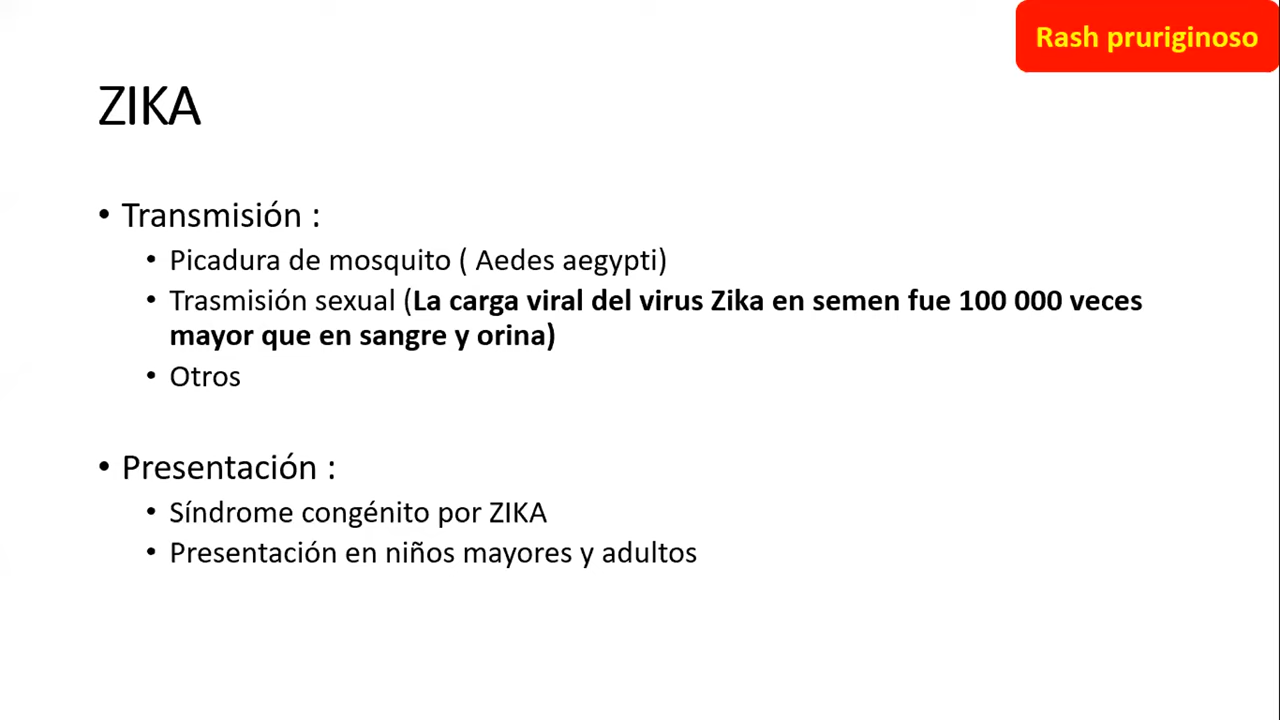 Rash pruriginoso
ZIKA
• Transmisión :
• Picadura de mosquito ( Aedes aegypti)
• Trasmisión sexual (La carga viral del virus Zika en semen fue 100 000 veces
mayor que en sangre y orina)
• Otros
• Presentación :
• Síndrome congénito por ZIKA
• Presentación en niños mayores y adultos